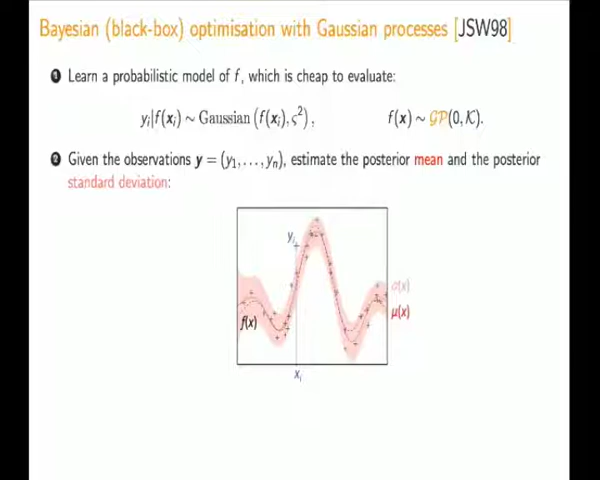 Bayesian (black-box) optimisation with Gaussian processes [JSW98]
1 Learn a probabilistic model of f, which is cheap to evaluate:
yᵢ|f(xᵢ) ∼ Gaussian (f(xᵢ), ς²), f(x) ∼ GP(0, K).
2 Given the observations y = (y₁, . . . , yₙ), estimate the posterior mean and the posterior
standard deviation:
yᵢ
σ(x)
μ(x)
f(x)
xᵢ